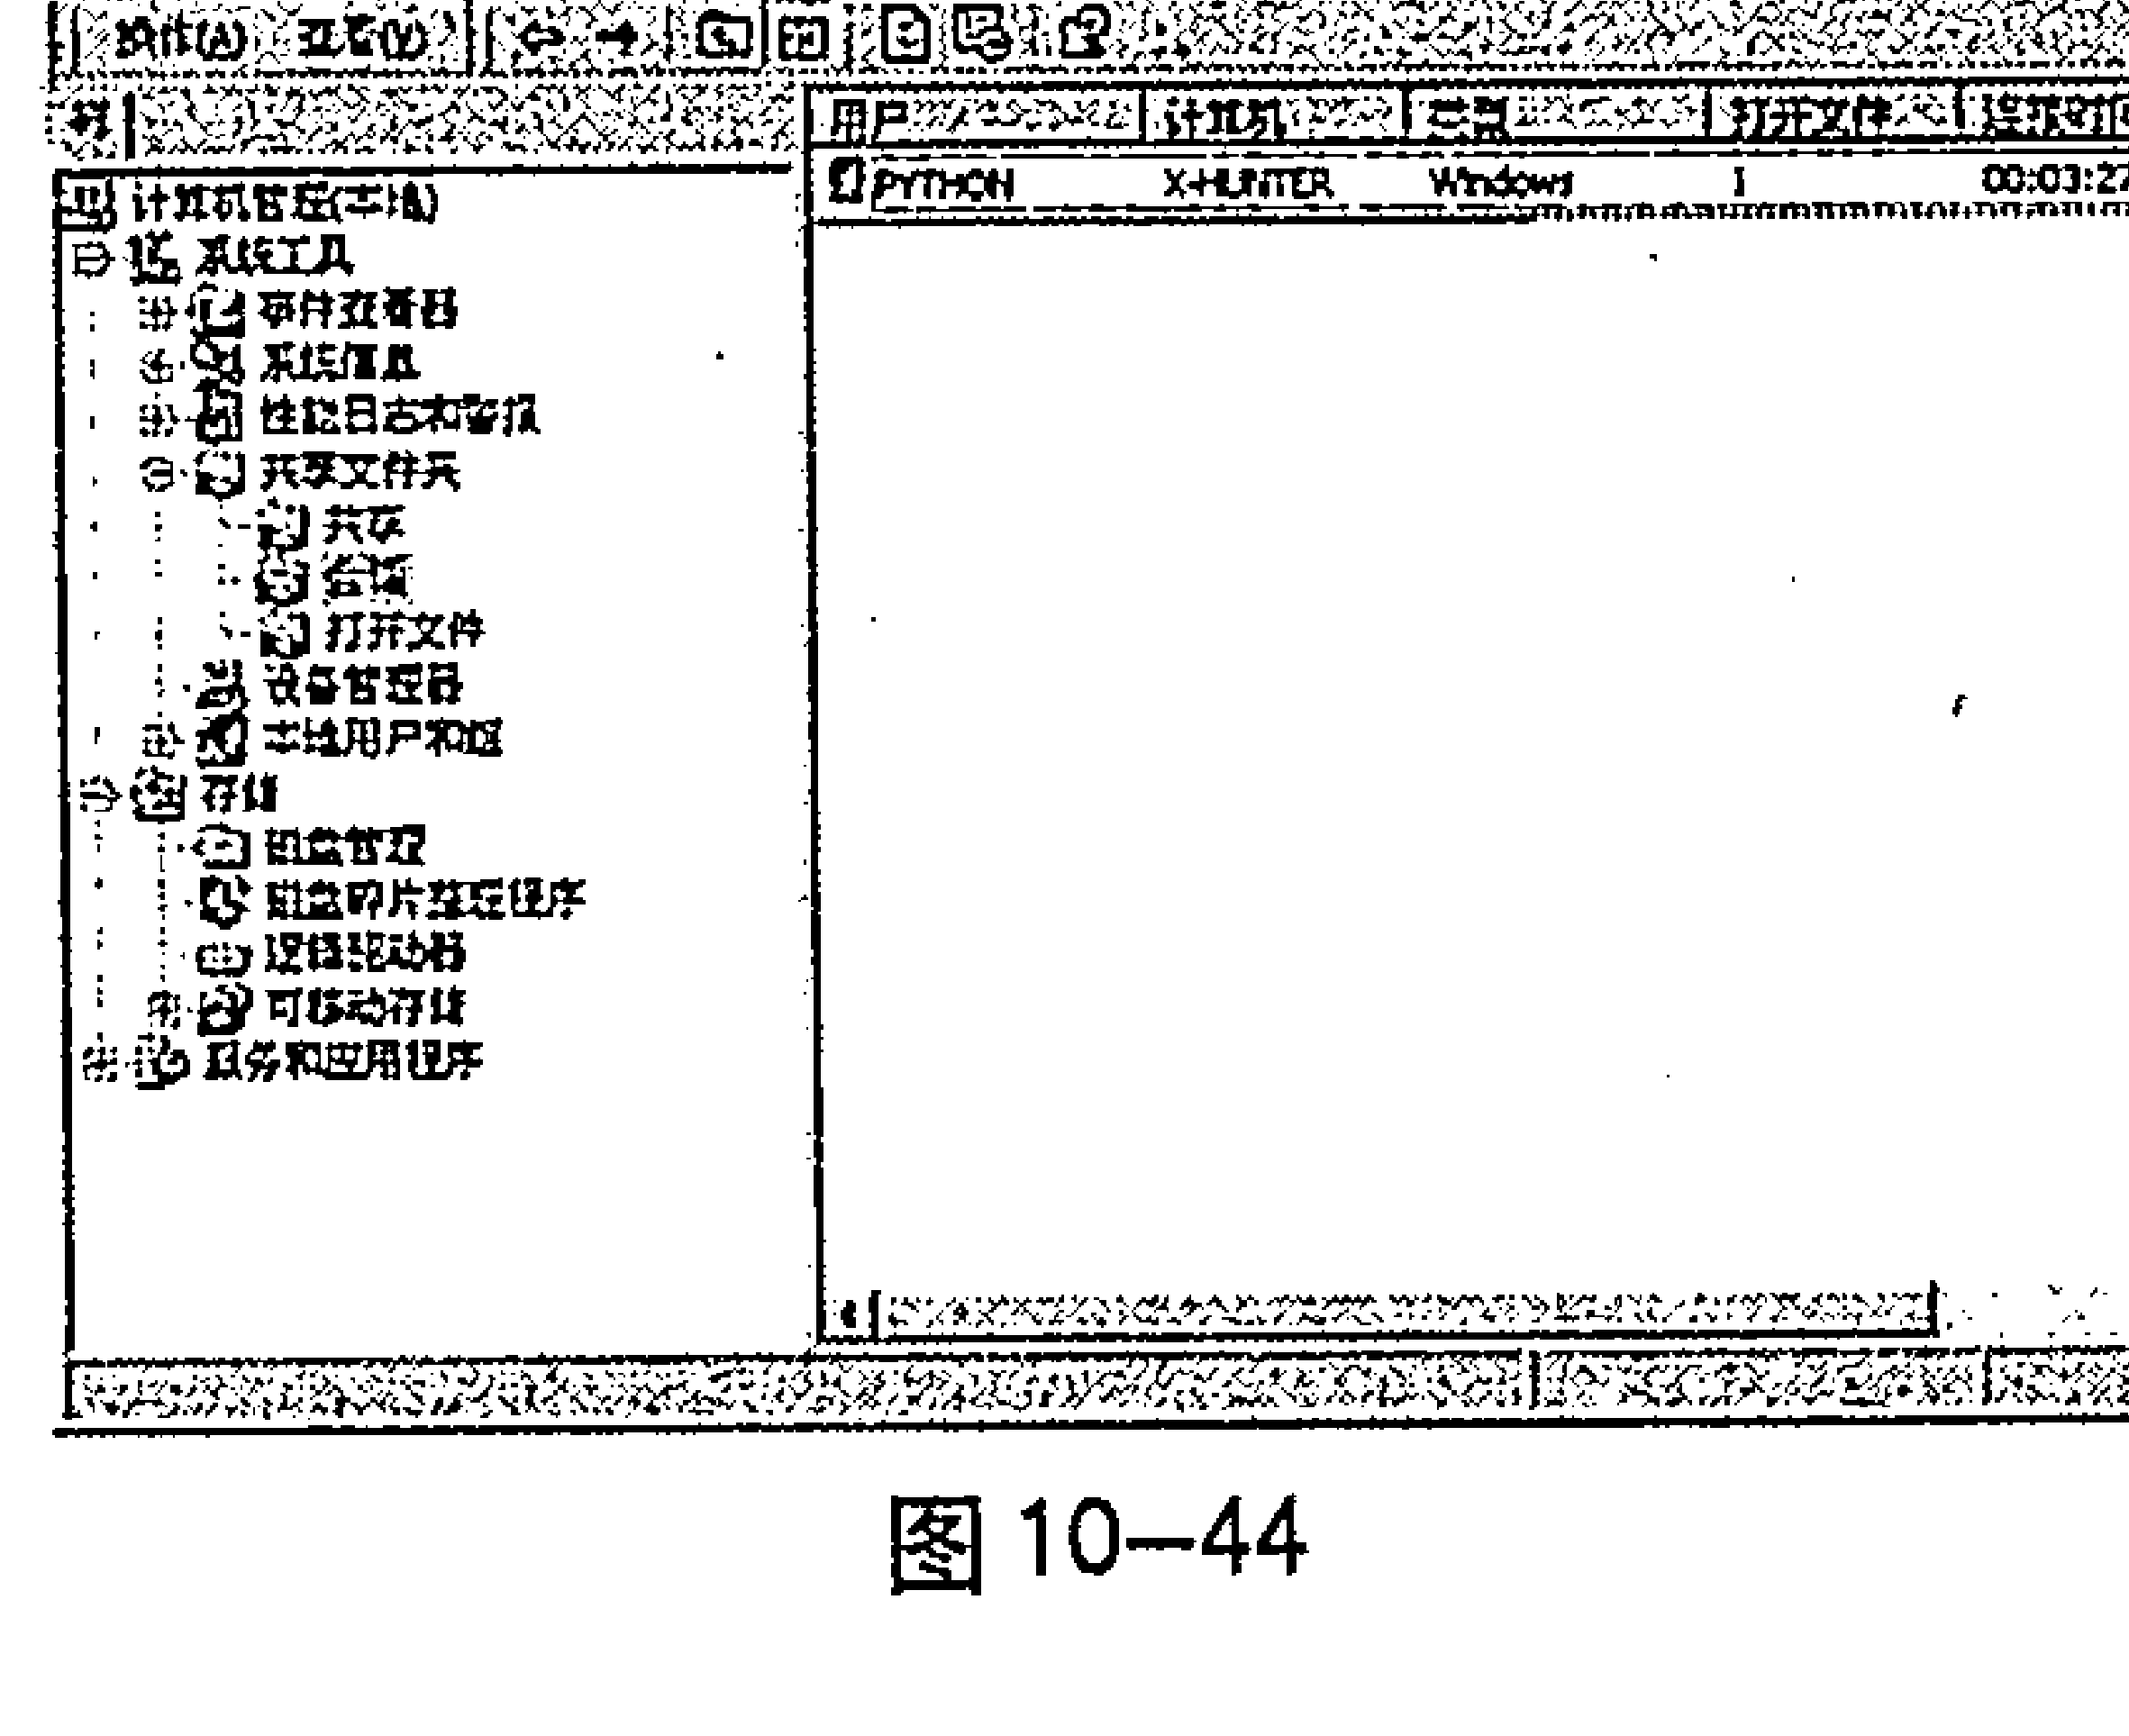 操作(A) 查看(V)
用户 计算机 类型 打开文件 连接时间
PYTHON X-HUNTER Windows 1 00:03:27
计算机管理(本地)
系统工具
事件查看器
系统信息
性能日志和警报
共享文件夹
共享
会话
打开文件
设备管理器
本地用户和组
存储
磁盘管理
磁盘碎片整理程序
逻辑驱动器
可移动存储
服务和应用程序
图 10-44